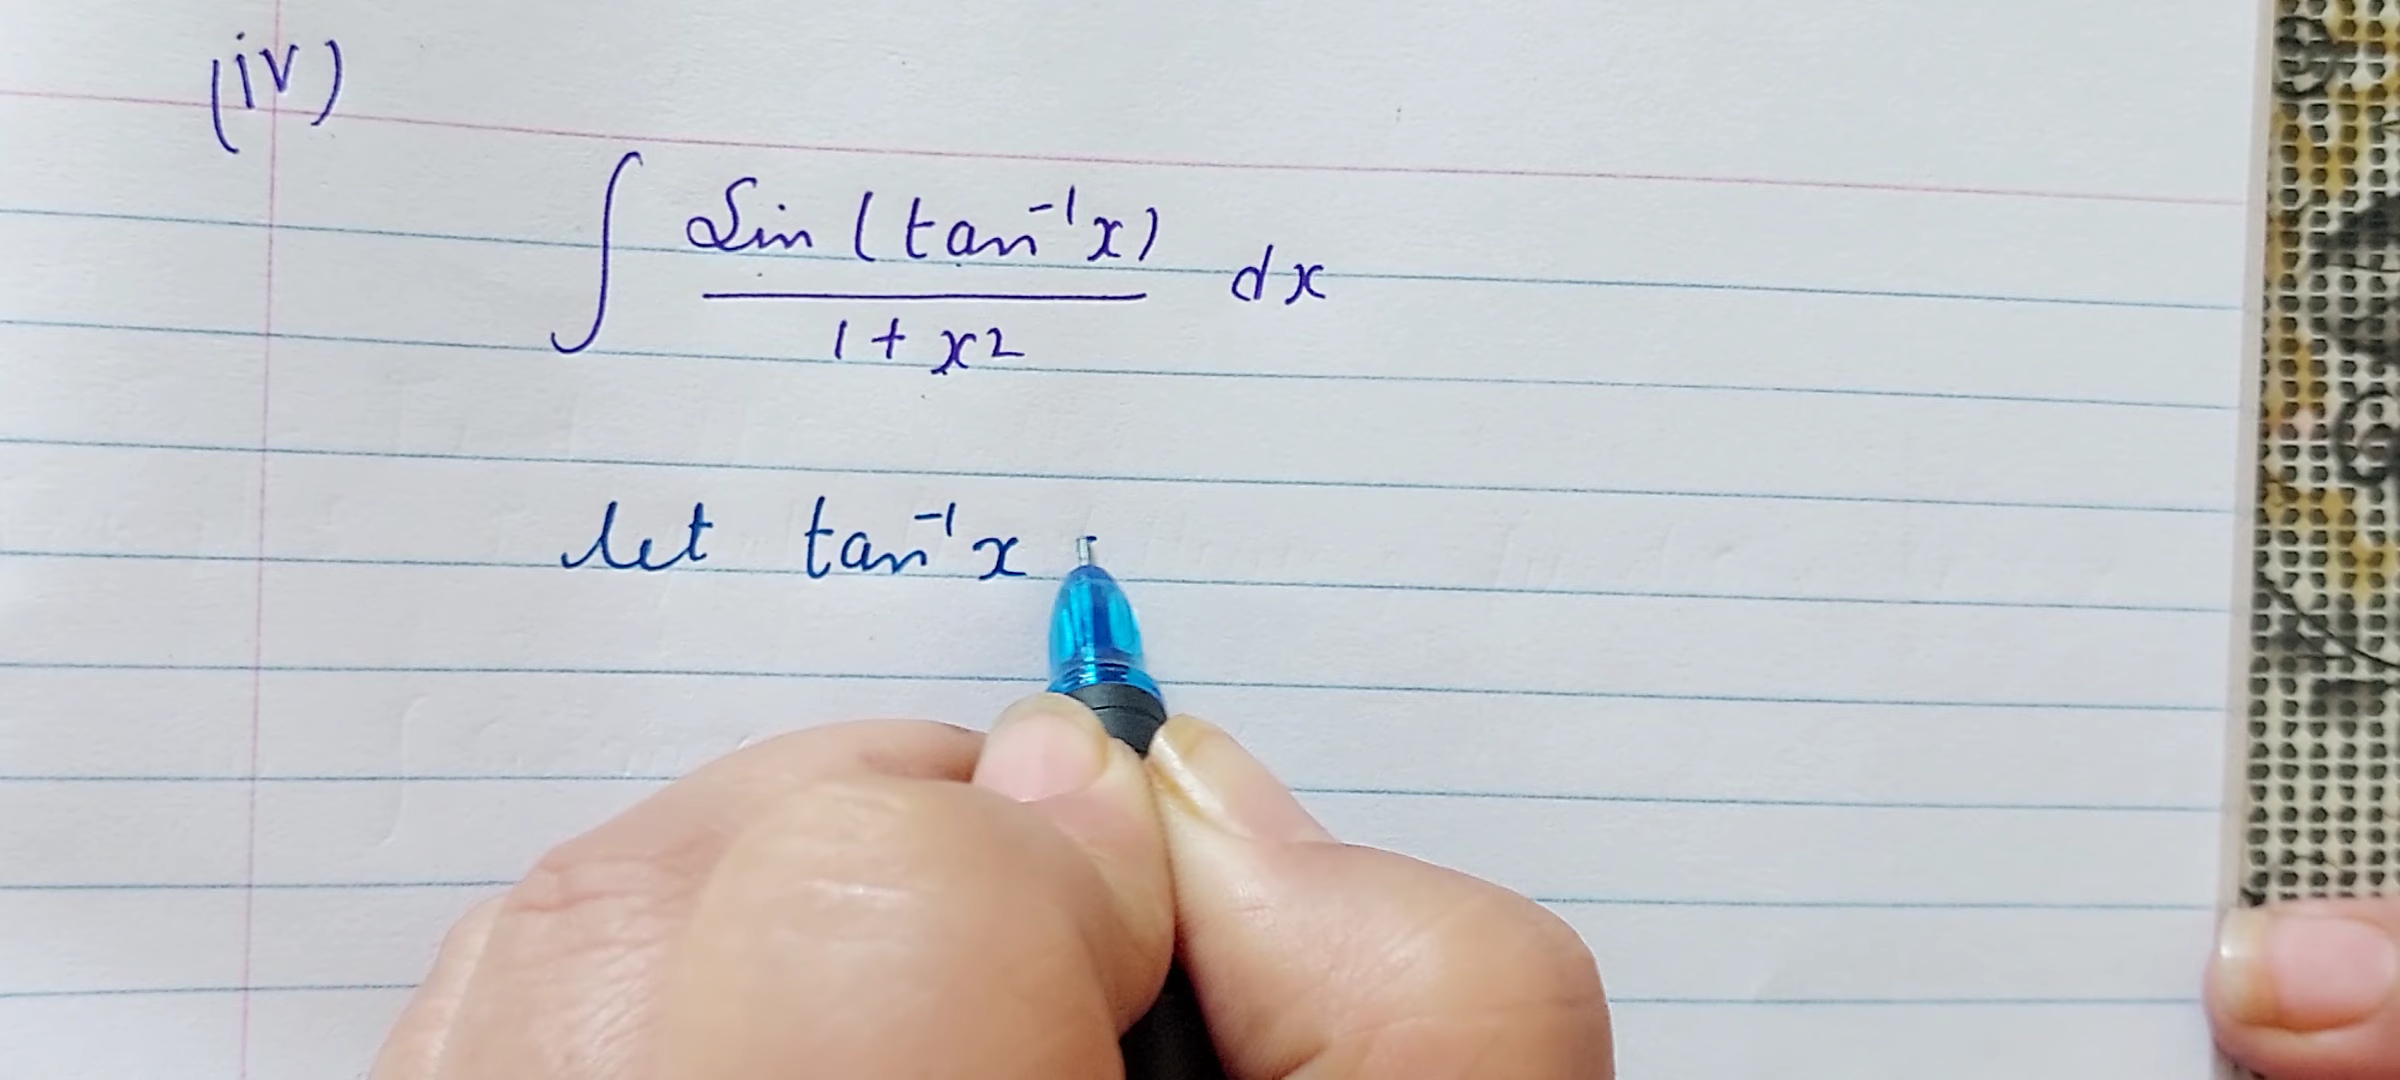 (iv)
∫ Sin (tan⁻¹x) / 1 + x2 dx
let tan⁻¹x